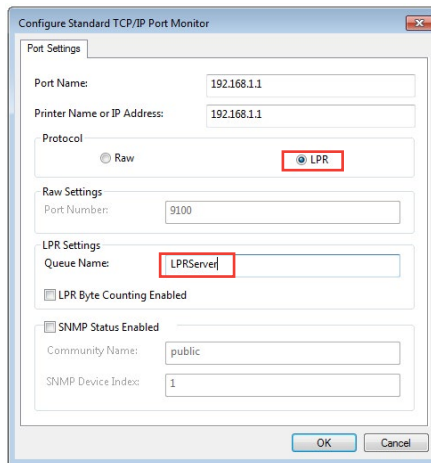 Configure Standard TCP/IP Port Monitor
Port Settings
Port Name: 192.168.1.1
Printer Name or IP Address: 192.168.1.1
Protocol
Raw LPR
Raw Settings
Port Number: 9100
LPR Settings
Queue Name: LPRServer
LPR Byte Counting Enabled
SNMP Status Enabled
Community Name: public
SNMP Device Index: 1
OK Cancel